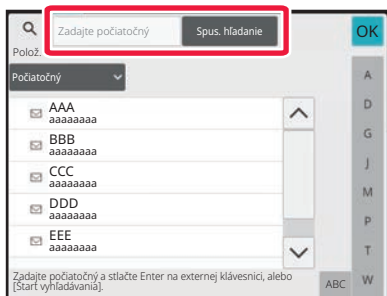 Zadajte počiatočný
Spus. hľadanie
OK
Polož.
Počiatočný
A
D
G
J
M
P
T
W
AAA
aaaaaaaa
BBB
aaaaaaaa
CCC
aaaaaaaa
DDD
aaaaaaaa
EEE
aaaaaaaa
Zadajte počiatočný a stlačte Enter na externej klávesnici, alebo
[Štart vyhľadávania].
ABC